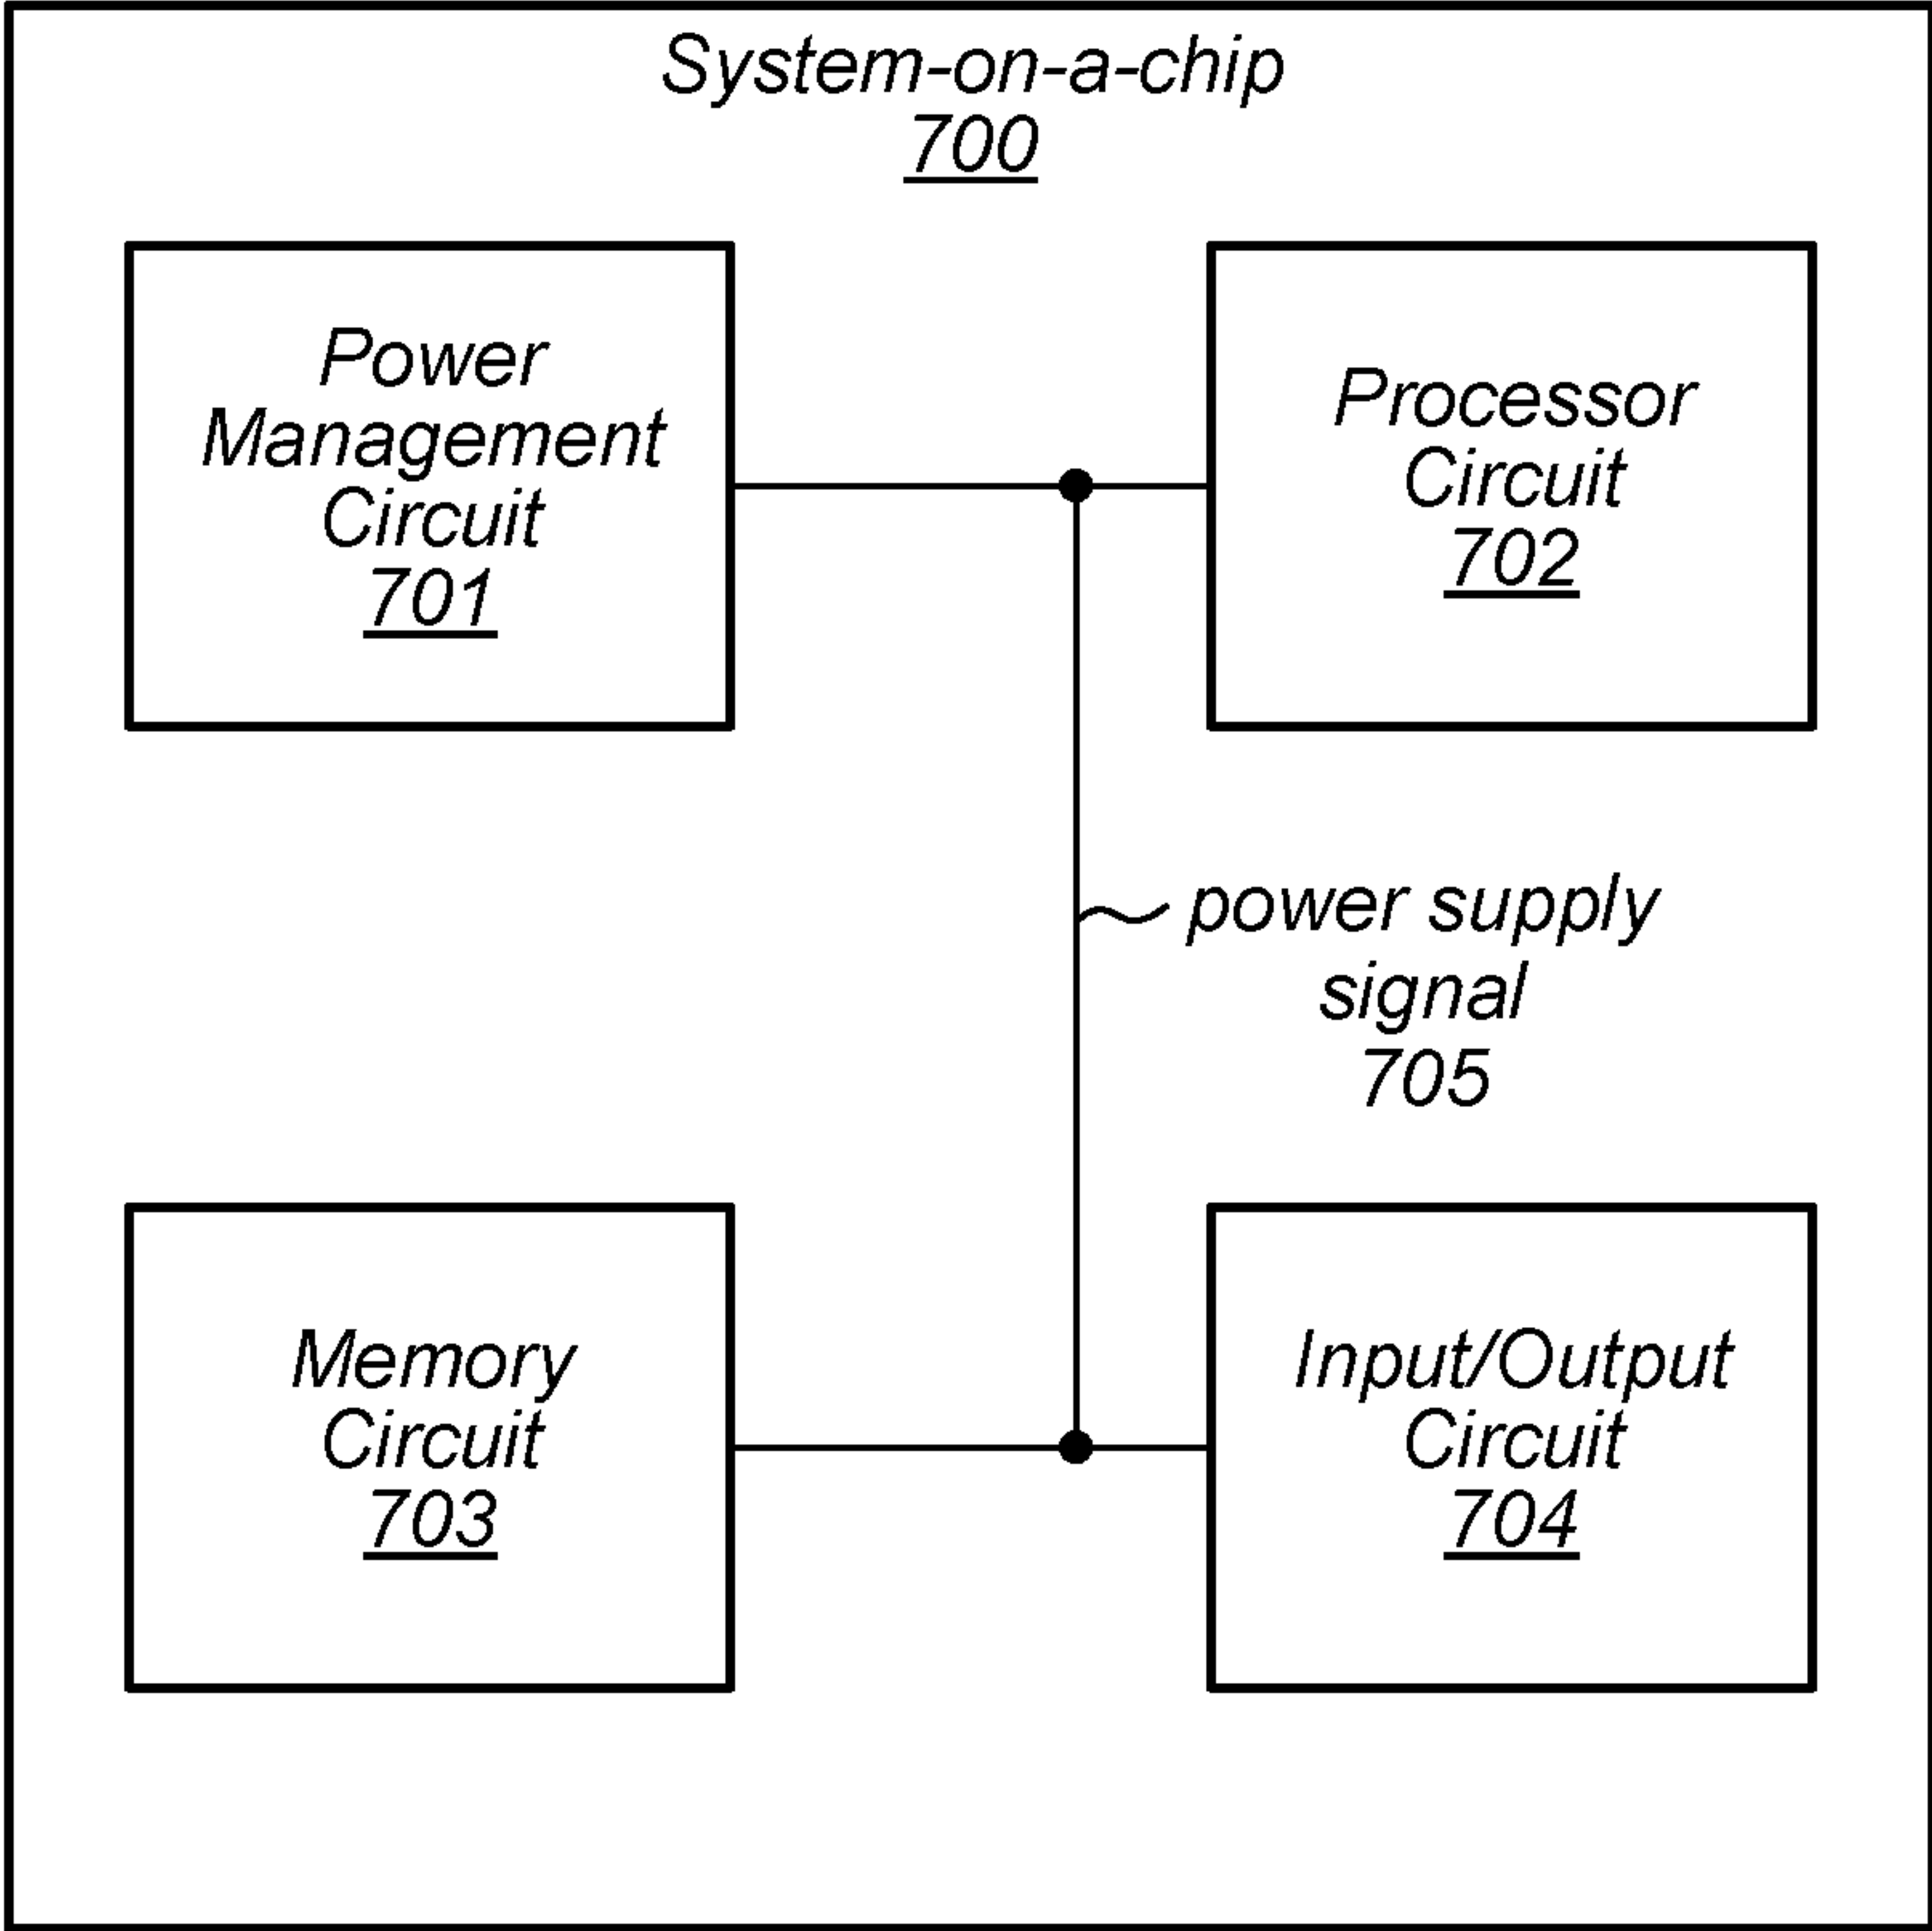 System-on-a-chip
700
Power
Management
Circuit
701
Processor
Circuit
702
power supply
signal
705
Memory
Circuit
703
Input/Output
Circuit
704